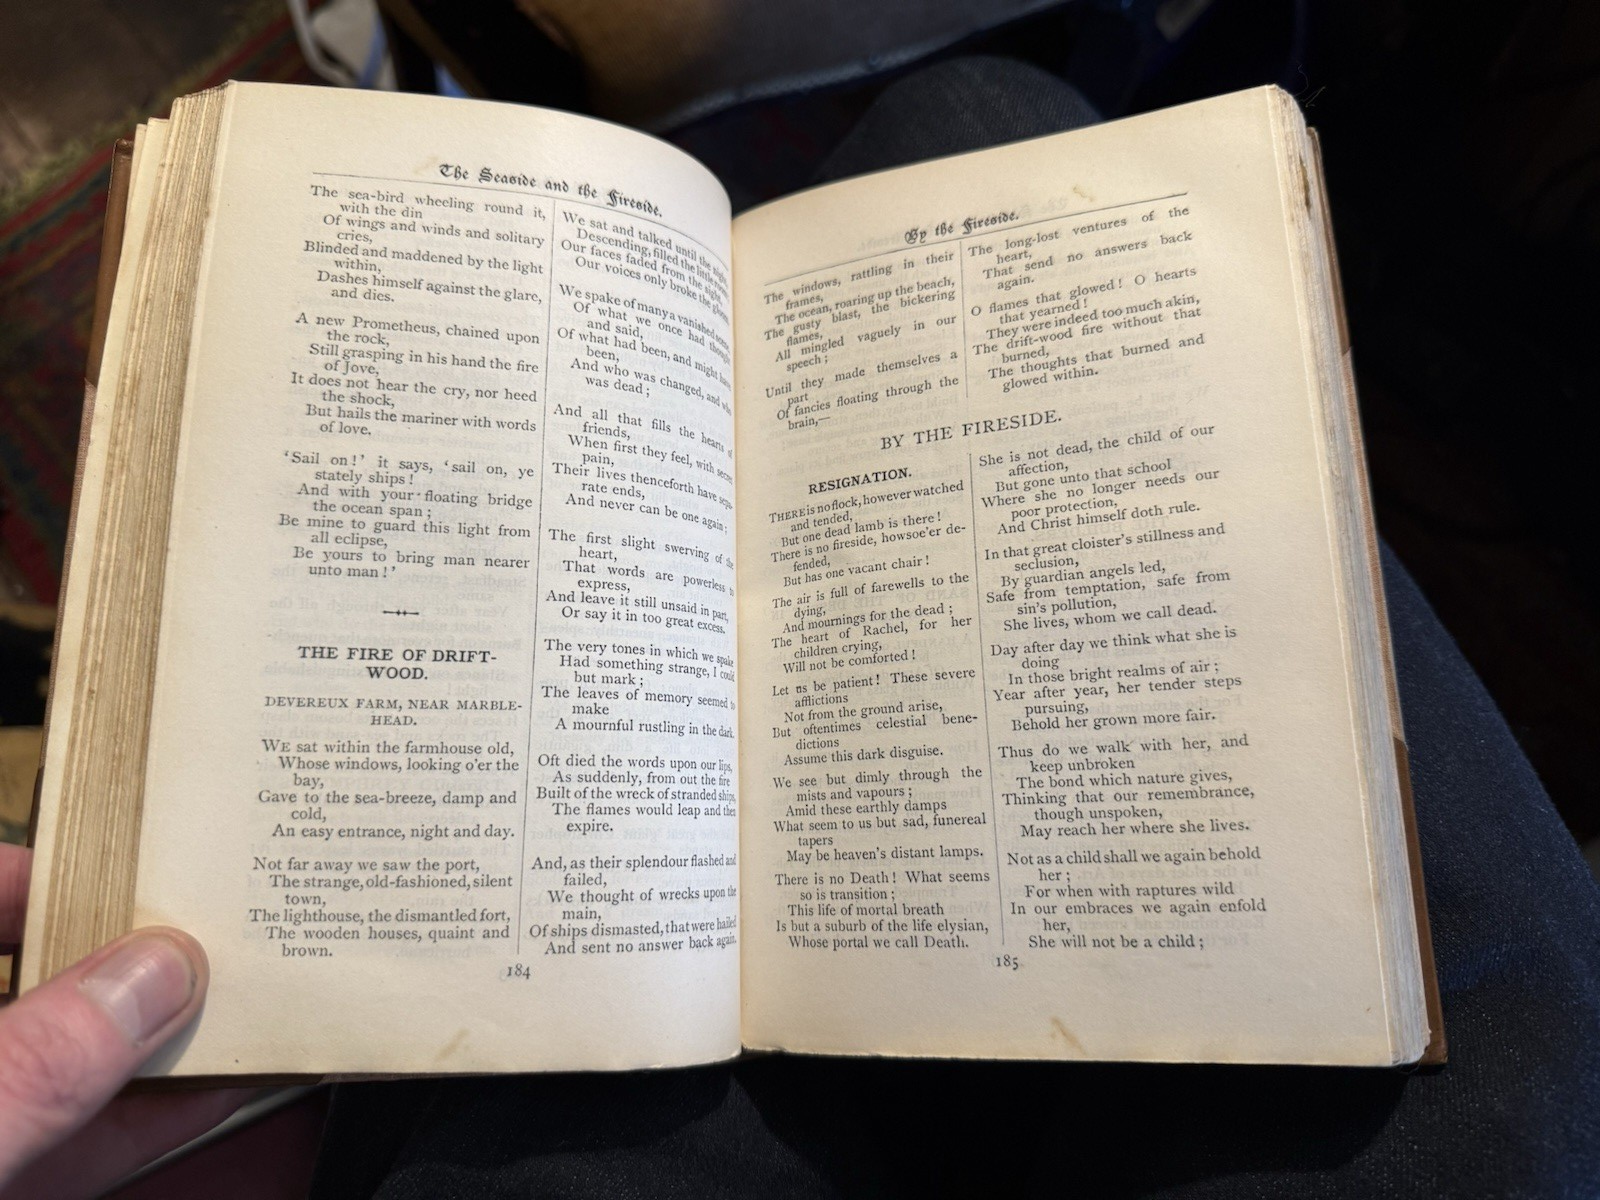 The Seaside and the Fireside.
The sea-bird wheeling round it,
with the din
Of wings and winds and solitary
cries,
Blinded and maddened by the light
within,
Dashes himself against the glare,
and dies.
A new Prometheus, chained upon
the rock,
Still grasping in his hand the fire
of Jove,
It does not hear the cry, nor heed
the shock,
But hails the mariner with words
of love.
'Sail on!' it says, 'sail on, ye
stately ships!
And with your floating bridge
the ocean span;
Be mine to guard this light from
all eclipse,
Be yours to bring man nearer
unto man!'
THE FIRE OF DRIFT-
WOOD.
DEVEREUX FARM, NEAR MARBLE-
HEAD.
WE sat within the farmhouse old,
Whose windows, looking o'er the
bay,
Gave to the sea-breeze, damp and
cold,
An easy entrance, night and day.
Not far away we saw the port,
The strange, old-fashioned, silent
town,
The lighthouse, the dismantled fort,
The wooden houses, quaint and
brown.
We sat and talked until the night,
Descending, filled the little room;
Our faces faded from the sight,
Our voices only broke the gloom.
We spake of many a vanished scene,
Of what we once had thought
and said,
Of what had been, and might have
been,
And who was changed, and who
was dead;
And all that fills the hearts of
friends,
When first they feel, with secret
pain,
Their lives thenceforth have sepa-
rate ends,
And never can be one again;
The first slight swerving of the
heart,
That words are powerless to
express,
And leave it still unsaid in part,
Or say it in too great excess.
The very tones in which we spake
Had something strange, I could
but mark;
The leaves of memory seemed to
make
A mournful rustling in the dark.
Oft died the words upon our lips,
As suddenly, from out the fire
Built of the wreck of stranded ships,
The flames would leap and then
expire.
And, as their splendour flashed and
failed,
We thought of wrecks upon the
main,
Of ships dismasted, that were hailed
And sent no answer back again.
184
By the Fireside.
The windows, rattling in their
frames,
The ocean, roaring up the beach,
The gusty blast, the bickering
flames,
All mingled vaguely in our
speech;
Until they made themselves a
part
Of fancies floating through the
brain,—
The long-lost ventures of the
heart,
That send no answers back
again.
O flames that glowed! O hearts
that yearned!
They were indeed too much akin,
The drift-wood fire without that
burned,
The thoughts that burned and
glowed within.
BY THE FIRESIDE.
RESIGNATION.
THERE is no flock, however watched
and tended,
But one dead lamb is there!
There is no fireside, howsoe'er de-
fended,
But has one vacant chair!
The air is full of farewells to the
dying,
And mournings for the dead;
The heart of Rachel, for her
children crying,
Will not be comforted!
Let us be patient! These severe
afflictions
Not from the ground arise,
But oftentimes celestial bene-
dictions
Assume this dark disguise.
We see but dimly through the
mists and vapours;
Amid these earthly damps
What seem to us but sad, funereal
tapers
May be heaven's distant lamps.
There is no Death! What seems
so is transition;
This life of mortal breath
Is but a suburb of the life elysian,
Whose portal we call Death.
She is not dead, the child of our
affection,
But gone unto that school
Where she no longer needs our
poor protection,
And Christ himself doth rule.
In that great cloister's stillness and
seclusion,
By guardian angels led,
Safe from temptation, safe from
sin's pollution,
She lives, whom we call dead.
Day after day we think what she is
doing
In those bright realms of air;
Year after year, her tender steps
pursuing,
Behold her grown more fair.
Thus do we walk with her, and
keep unbroken
The bond which nature gives,
Thinking that our remembrance,
though unspoken,
May reach her where she lives.
Not as a child shall we again behold
her;
For when with raptures wild
In our embraces we again enfold
her,
She will not be a child;
185